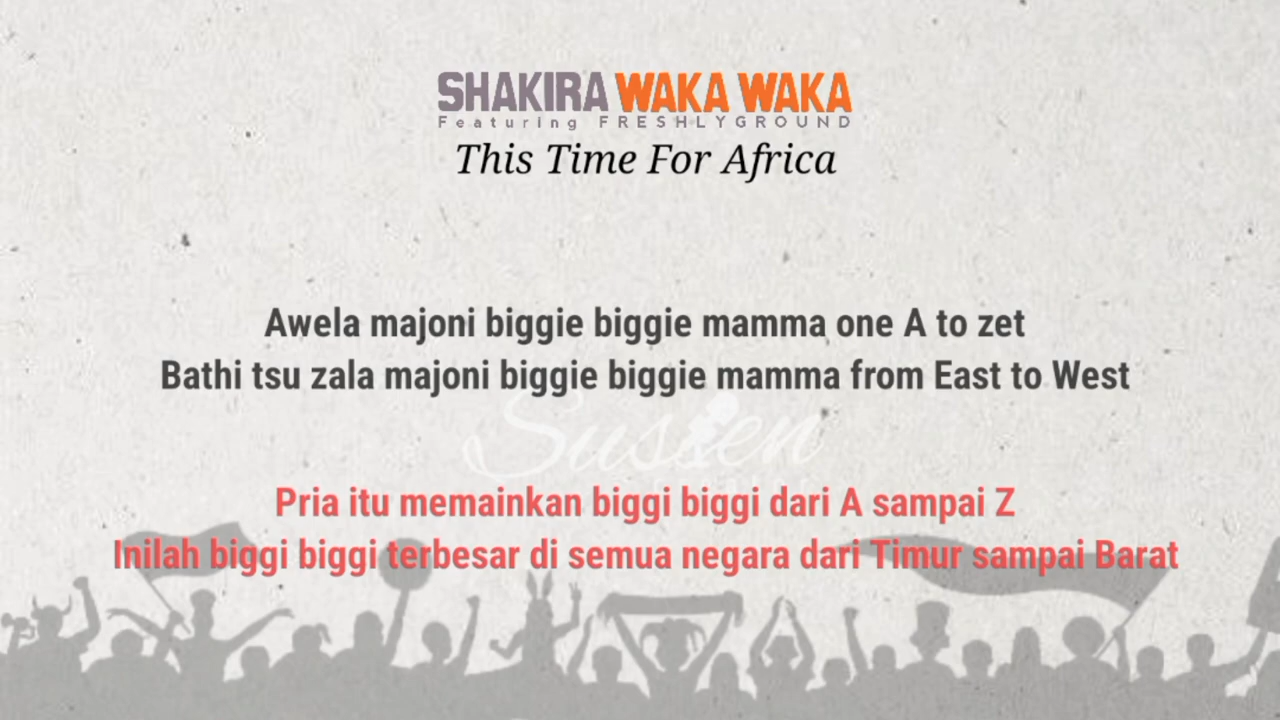 SHAKIRA WAKA WAKA
Featuring FRESHLYGROUND
This Time For Africa
Awela majoni biggie biggie mamma one A to zet
Bathi tsu zala majoni biggie biggie mamma from East to West
Susien
Pria itu memainkan biggi biggi dari A sampai Z
Inilah biggi biggi terbesar di semua negara dari Timur sampai Barat